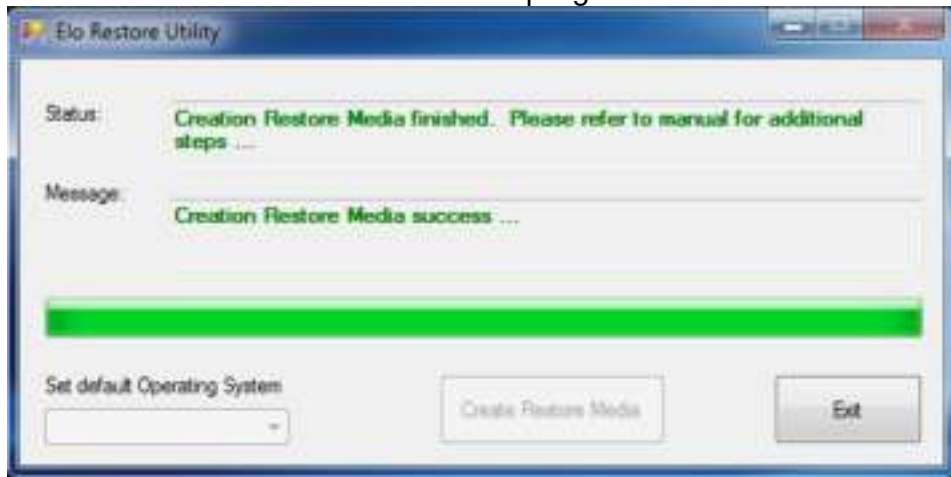 Elo Restore Utility
Status:
Creation Restore Media finished. Please refer to manual for additional
steps ...
Message:
Creation Restore Media success ...
Set default Operating System
Create Restore Media
Exit